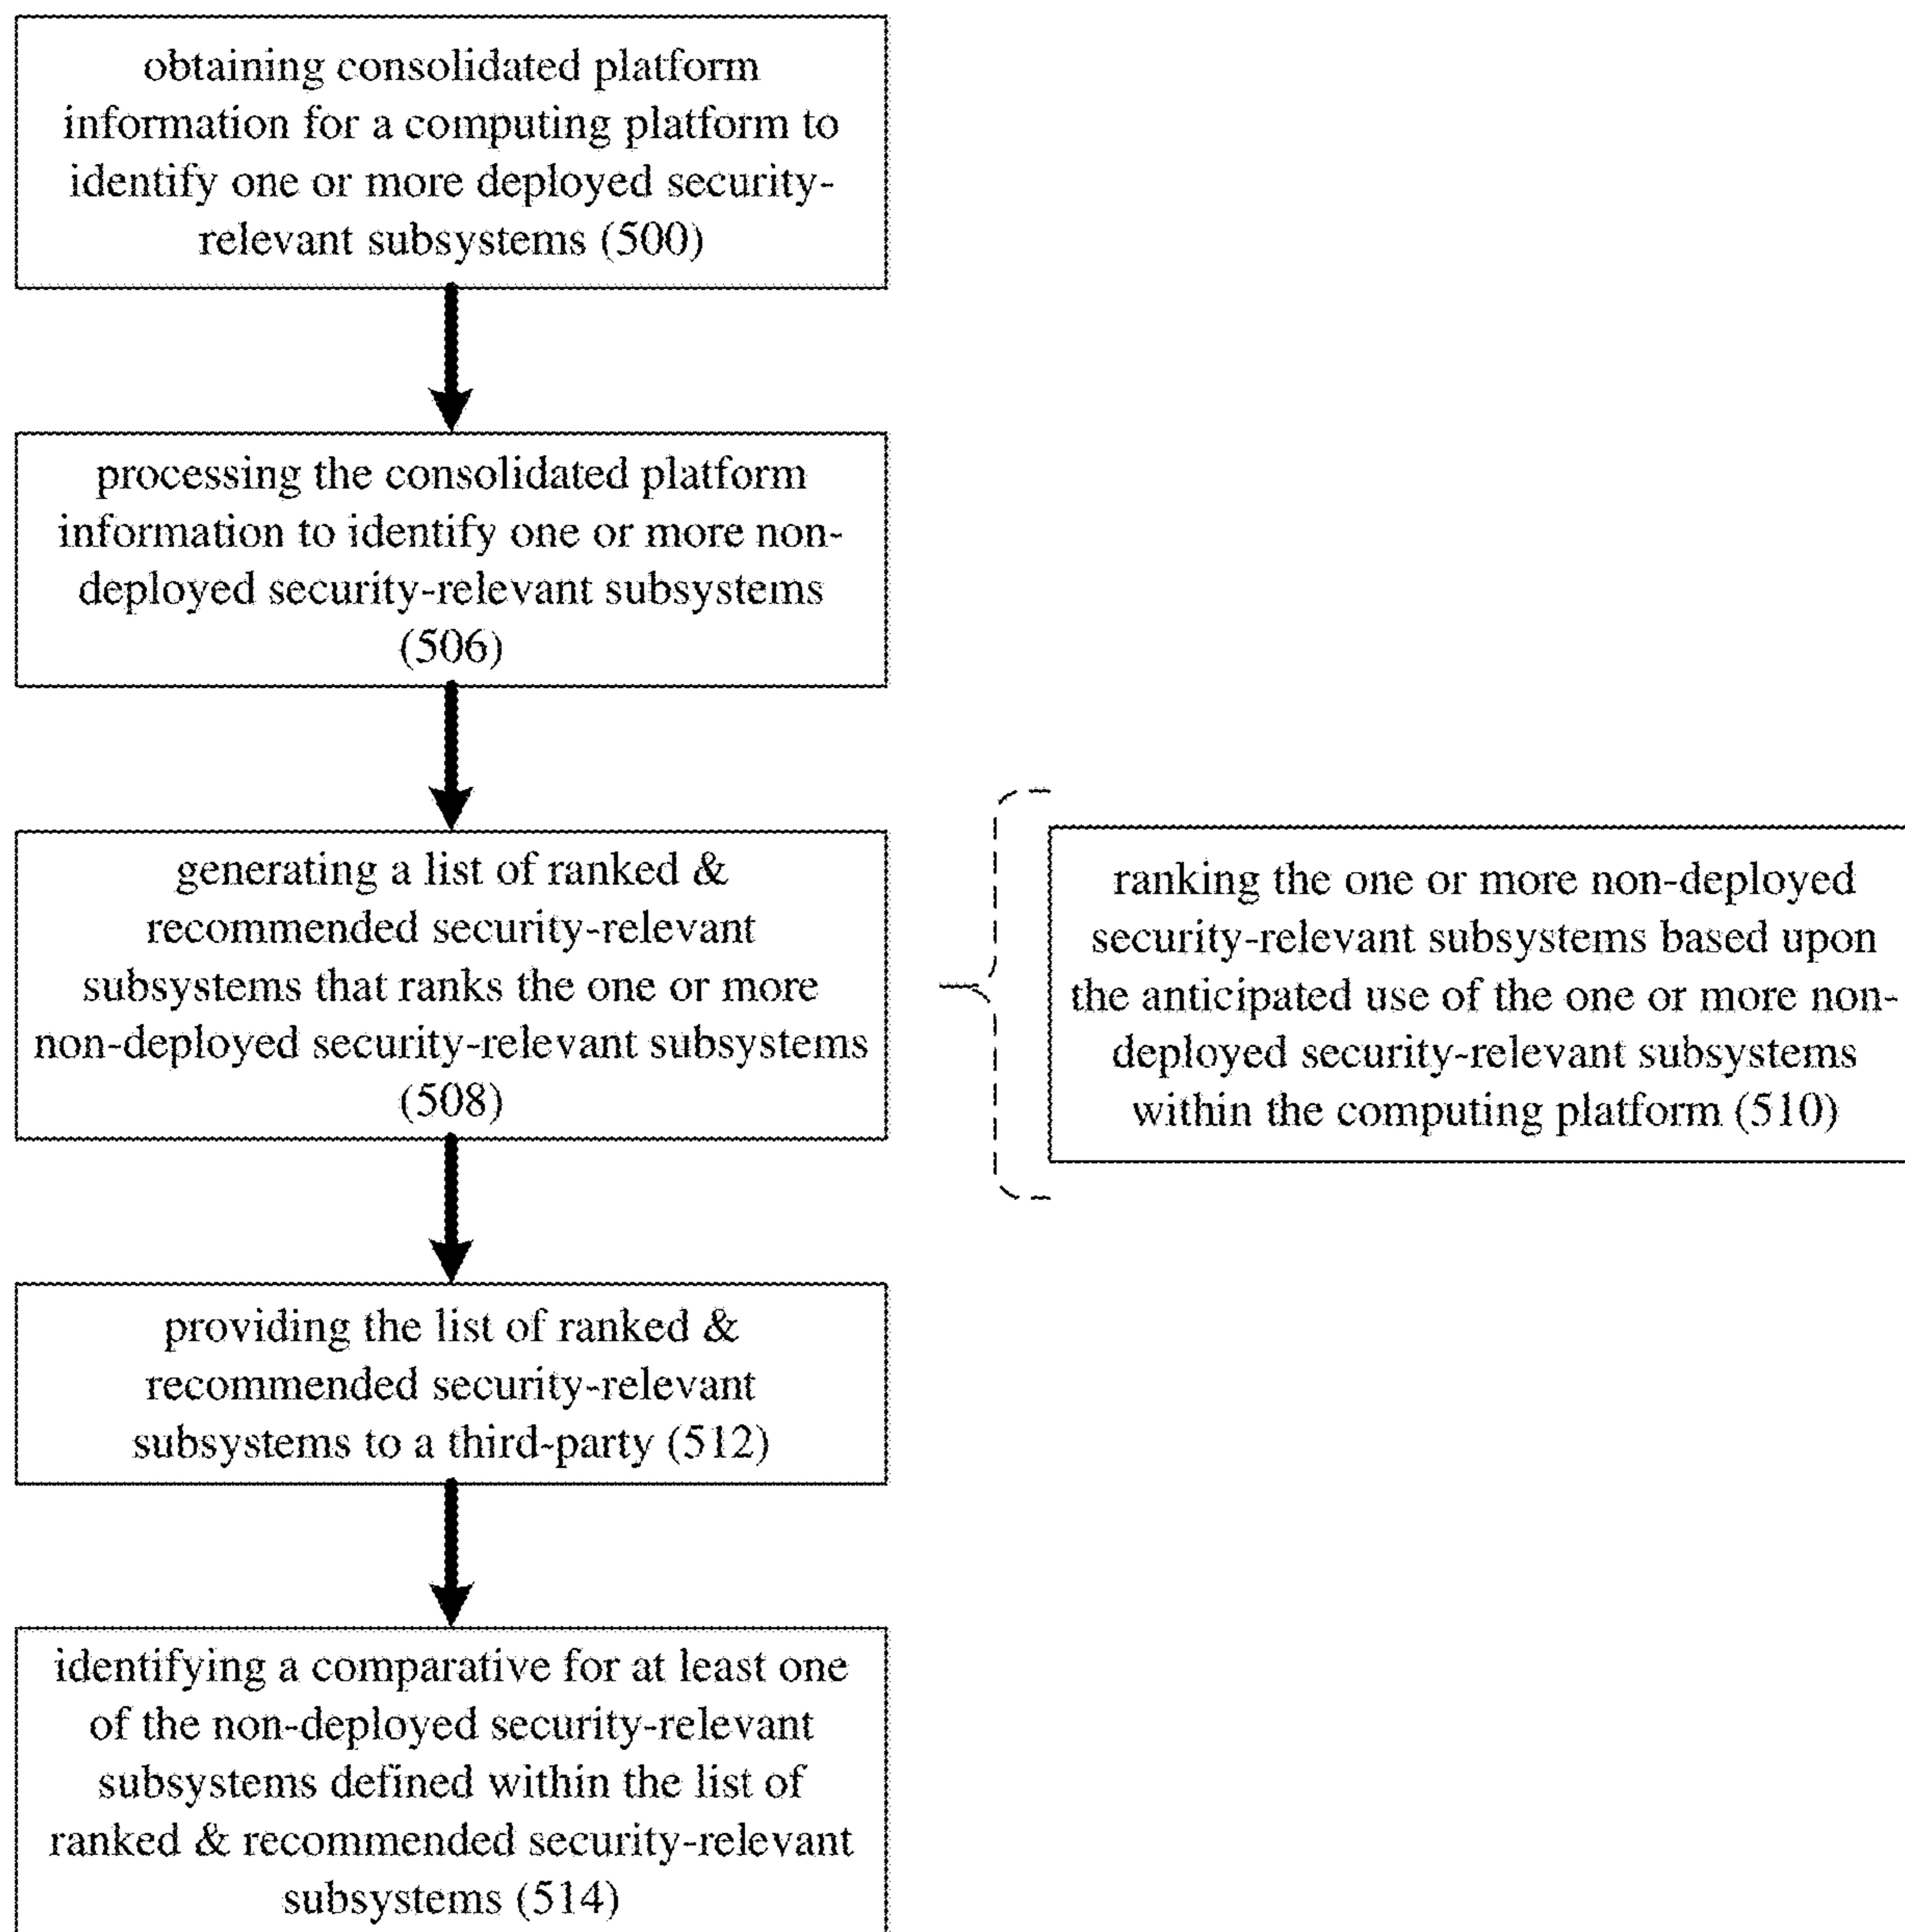 obtaining consolidated platform
information for a computing platform to
identify one or more deployed security-
relevant subsystems (500)
processing the consolidated platform
information to identify one or more non-
deployed security-relevant subsystems
(506)
generating a list of ranked &
recommended security-relevant
subsystems that ranks the one or more
non-deployed security-relevant subsystems
(508)
ranking the one or more non-deployed
security-relevant subsystems based upon
the anticipated use of the one or more non-
deployed security-relevant subsystems
within the computing platform (510)
providing the list of ranked &
recommended security-relevant
subsystems to a third-party (512)
identifying a comparative for at least one
of the non-deployed security-relevant
subsystems defined within the list of
ranked & recommended security-relevant
subsystems (514)